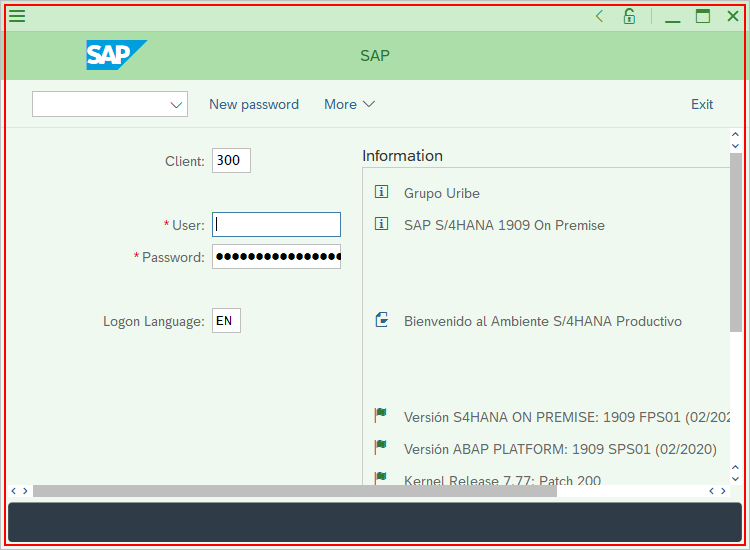 SAP
SAP
New password
More
Exit
Client: 300
Information
Grupo Uribe
* User:
SAP S/4HANA 1909 On Premise
* Password:
Logon Language: EN
Bienvenido al Ambiente S/4HANA Productivo
Versión S4HANA ON PREMISE: 1909 FPS01 (02/202
Versión ABAP PLATFORM: 1909 SPS01 (02/2020)
Kernel Release 7.77: Patch 200